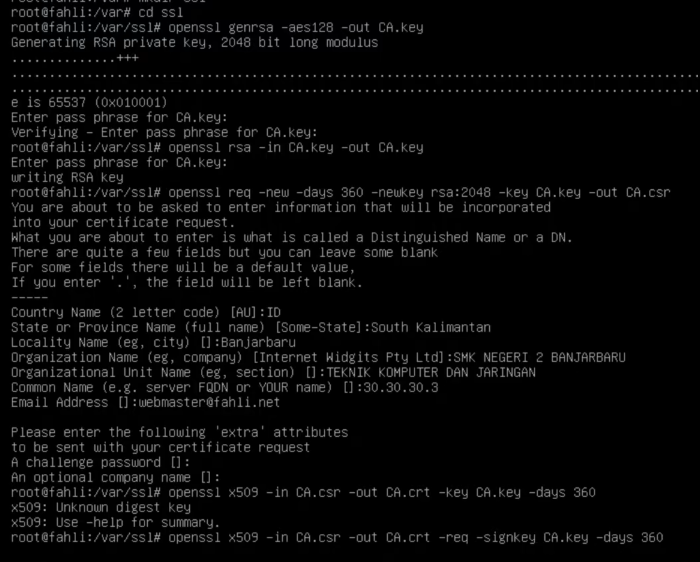 root@fahli:/var# mkdir ssl
root@fahli:/var# cd ssl
root@fahli:/var/ssl# openssl genrsa -aes128 -out CA.key
Generating RSA private key, 2048 bit long modulus
..............+++
....................................................................................................
....................................................................................................
e is 65537 (0x010001)
Enter pass phrase for CA.key:
Verifying - Enter pass phrase for CA.key:
root@fahli:/var/ssl# openssl rsa -in CA.key -out CA.key
Enter pass phrase for CA.key:
writing RSA key
root@fahli:/var/ssl# openssl req -new -days 360 -newkey rsa:2048 -key CA.key -out CA.csr
You are about to be asked to enter information that will be incorporated
into your certificate request.
What you are about to enter is what is called a Distinguished Name or a DN.
There are quite a few fields but you can leave some blank
For some fields there will be a default value,
If you enter '.', the field will be left blank.
-----
Country Name (2 letter code) [AU]:ID
State or Province Name (full name) [Some-State]:South Kalimantan
Locality Name (eg, city) []:Banjarbaru
Organization Name (eg, company) [Internet Widgits Pty Ltd]:SMK NEGERI 2 BANJARBARU
Organizational Unit Name (eg, section) []:TEKNIK KOMPUTER DAN JARINGAN
Common Name (e.g. server FQDN or YOUR name) []:30.30.30.3
Email Address []:webmaster@fahli.net

Please enter the following 'extra' attributes
to be sent with your certificate request
A challenge password []:
An optional company name []:
root@fahli:/var/ssl# openssl x509 -in CA.csr -out CA.crt -key CA.key -days 360
x509: Unknown digest key
x509: Use -help for summary.
root@fahli:/var/ssl# openssl x509 -in CA.csr -out CA.crt -req -signkey CA.key -days 360